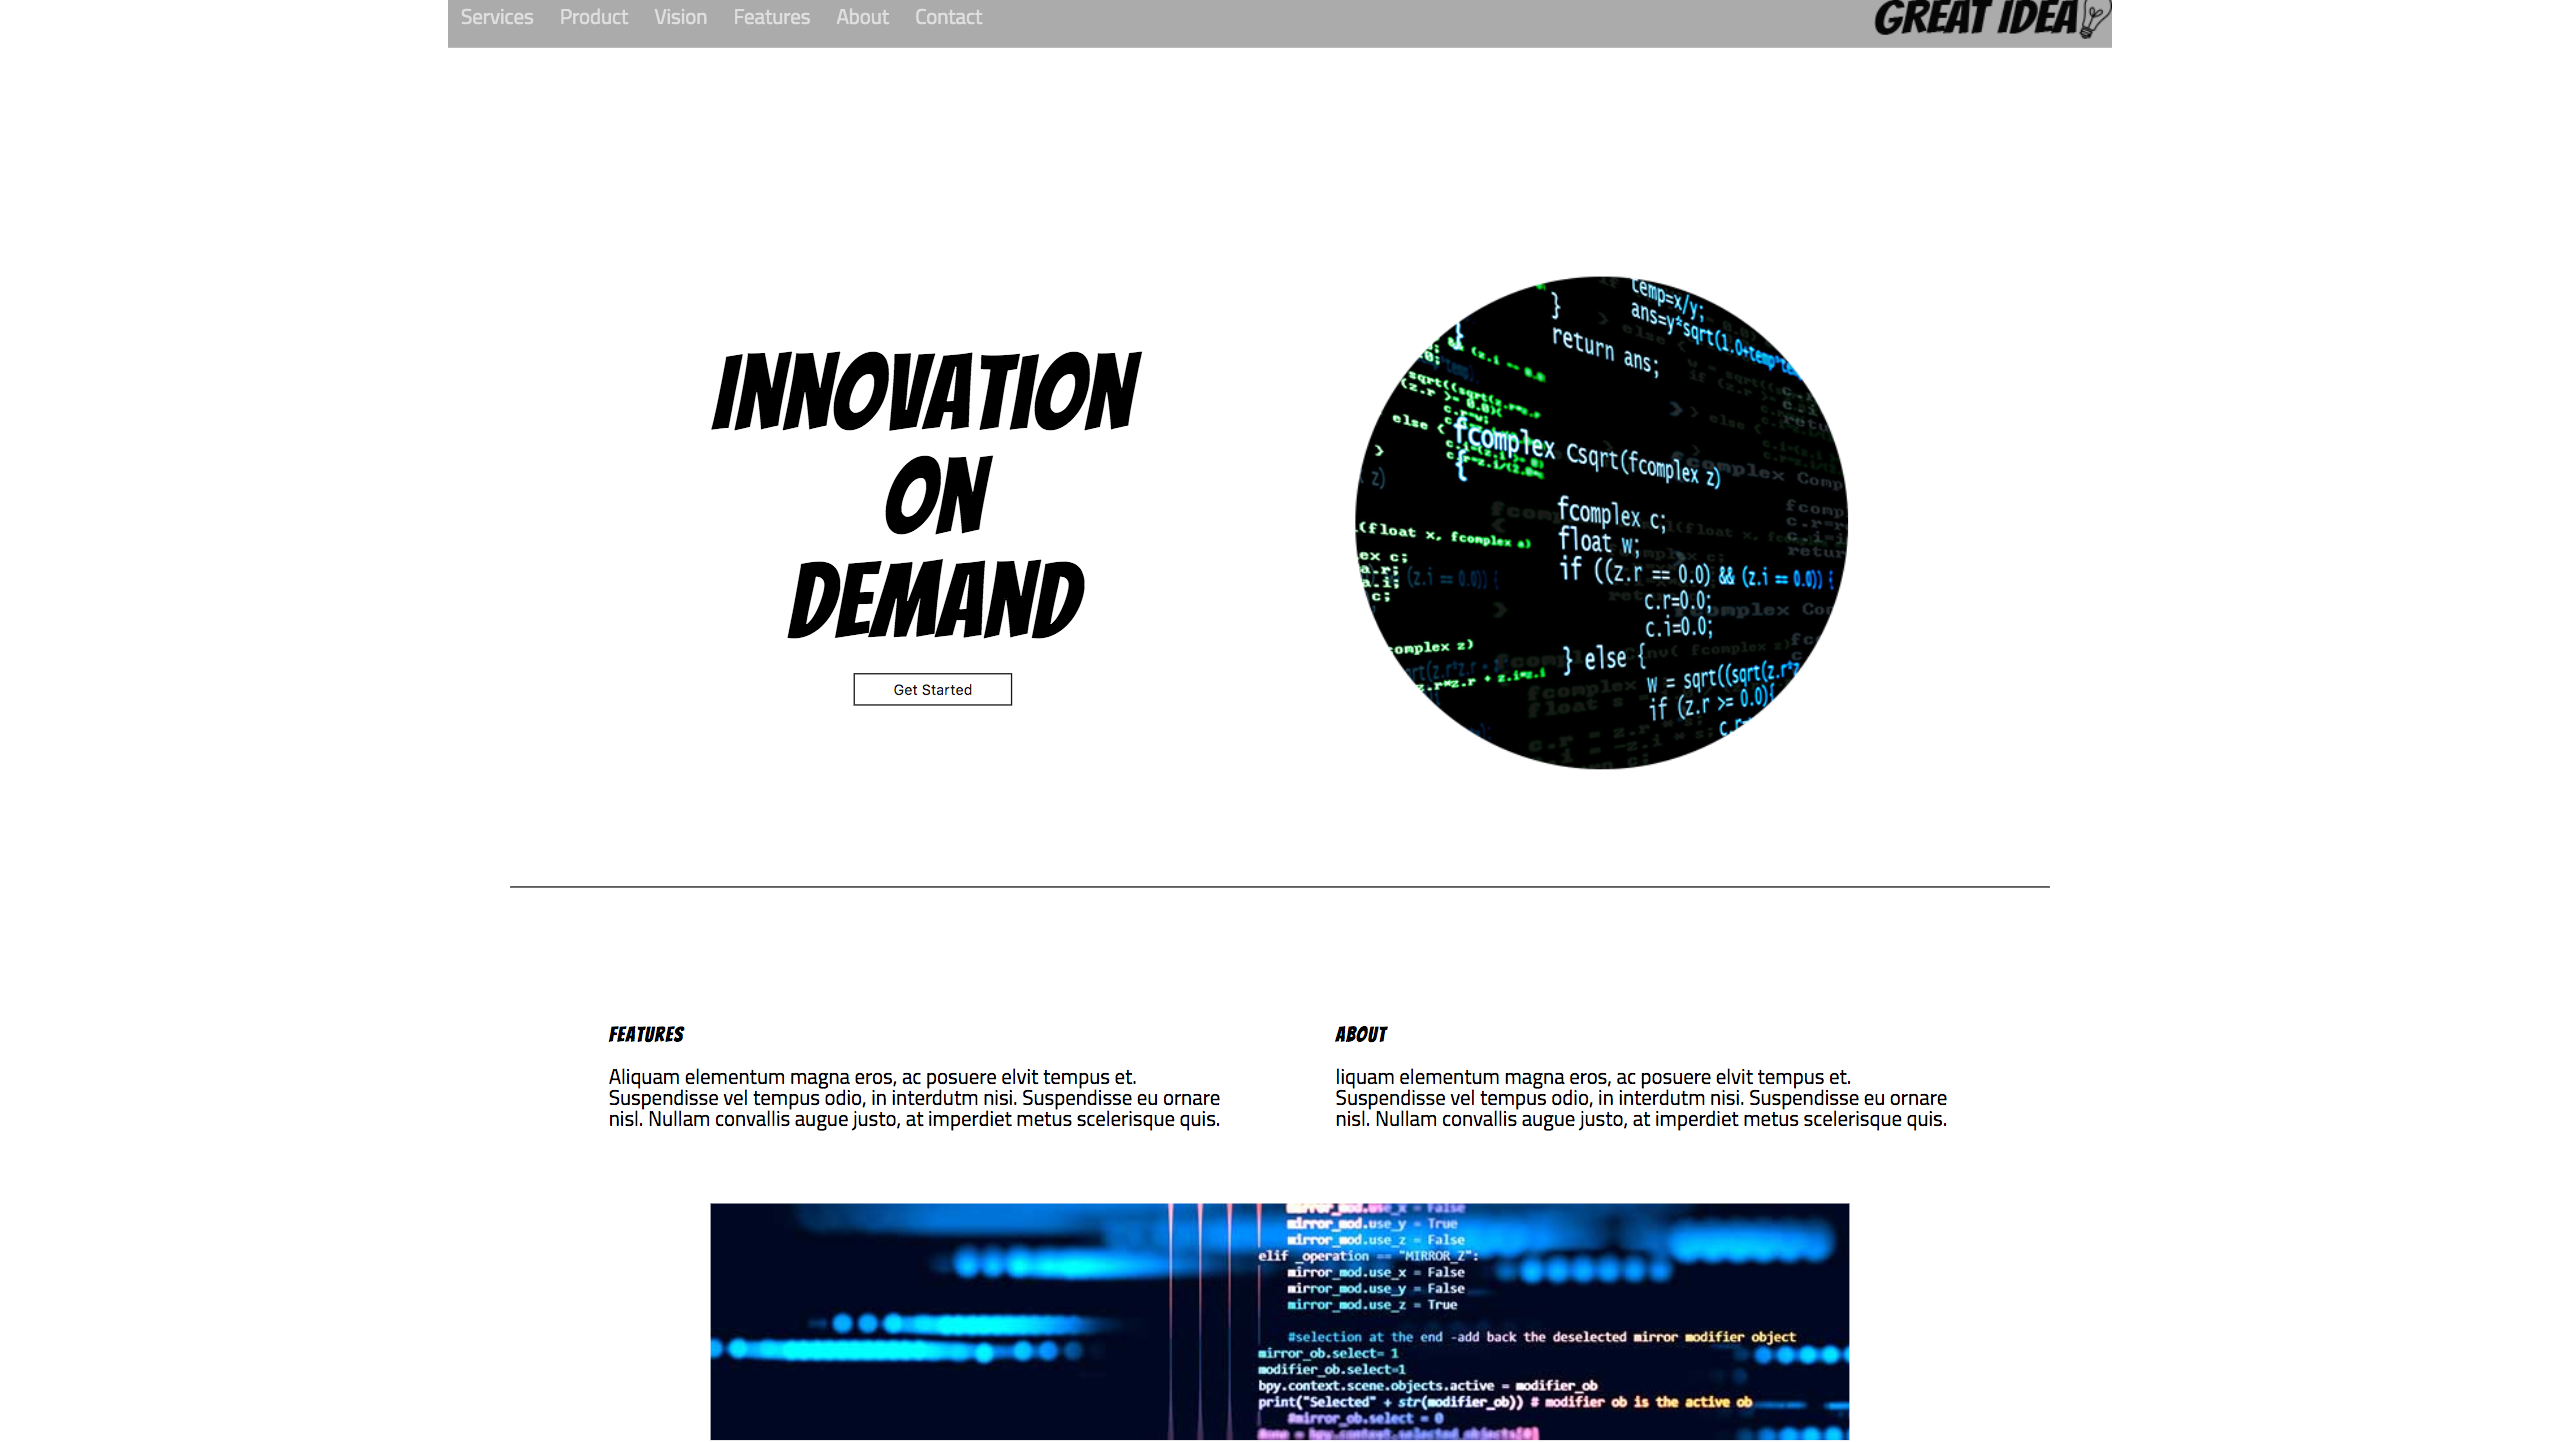 Services Product Vision Features About Contact
GREAT IDEA
INNOVATION
ON
DEMAND
Get Started
temp=x/y;
}
ans=y*sqrt(1.0+temp*te
return ans;
else {
fcomplex Csqrt(fcomplex z)
{
fcomplex c;
(float x, fcomplex a)
float w;
if ((z.r == 0.0) && (z.i == 0.0)) {
c.r=0.0;
c.i=0.0;
omplex z)
} else {
z.r*z.r + z.i*z.i
w = sqrt((sqrt(z.r*z
if (z.r >= 0.0){
FEATURES
Aliquam elementum magna eros, ac posuere elvit tempus et.
Suspendisse vel tempus odio, in interdutm nisi. Suspendisse eu ornare
nisl. Nullam convallis augue justo, at imperdiet metus scelerisque quis.
ABOUT
liquam elementum magna eros, ac posuere elvit tempus et.
Suspendisse vel tempus odio, in interdutm nisi. Suspendisse eu ornare
nisl. Nullam convallis augue justo, at imperdiet metus scelerisque quis.
mirror_mod.use_x = False
mirror_mod.use_y = True
mirror_mod.use_z = False
elif _operation == "MIRROR_Z":
mirror_mod.use_x = False
mirror_mod.use_y = False
mirror_mod.use_z = True
#selection at the end -add back the deselected mirror modifier object
mirror_ob.select= 1
modifier_ob.select=1
bpy.context.scene.objects.active = modifier_ob
print("Selected" + str(modifier_ob)) # modifier ob is the active ob
#mirror_ob.select = 0